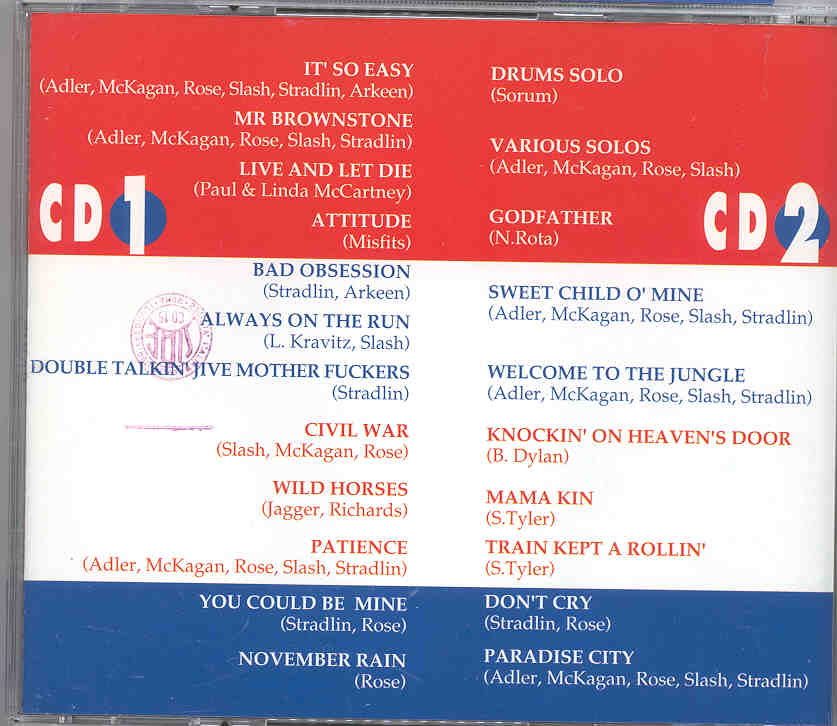 IT' SO EASY
(Adler, McKagan, Rose, Slash, Stradlin, Arkeen)
MR BROWNSTONE
(Adler, McKagan, Rose, Slash, Stradlin)
LIVE AND LET DIE
(Paul & Linda McCartney)
ATTITUDE
(Misfits)
CD 1
BAD OBSESSION
(Stradlin, Arkeen)
ALWAYS ON THE RUN
(L. Kravitz, Slash)
DOUBLE TALKIN' JIVE MOTHER FUCKERS
(Stradlin)
CIVIL WAR
(Slash, McKagan, Rose)
WILD HORSES
(Jagger, Richards)
PATIENCE
(Adler, McKagan, Rose, Slash, Stradlin)
YOU COULD BE MINE
(Stradlin, Rose)
NOVEMBER RAIN
(Rose)
DRUMS SOLO
(Sorum)
VARIOUS SOLOS
(Adler, McKagan, Rose, Slash)
GODFATHER
(N.Rota)
CD 2
SWEET CHILD O' MINE
(Adler, McKagan, Rose, Slash, Stradlin)
WELCOME TO THE JUNGLE
(Adler, McKagan, Rose, Slash, Stradlin)
KNOCKIN' ON HEAVEN'S DOOR
(B. Dylan)
MAMA KIN
(S.Tyler)
TRAIN KEPT A ROLLIN'
(S.Tyler)
DON'T CRY
(Stradlin, Rose)
PARADISE CITY
(Adler, McKagan, Rose, Slash, Stradlin)